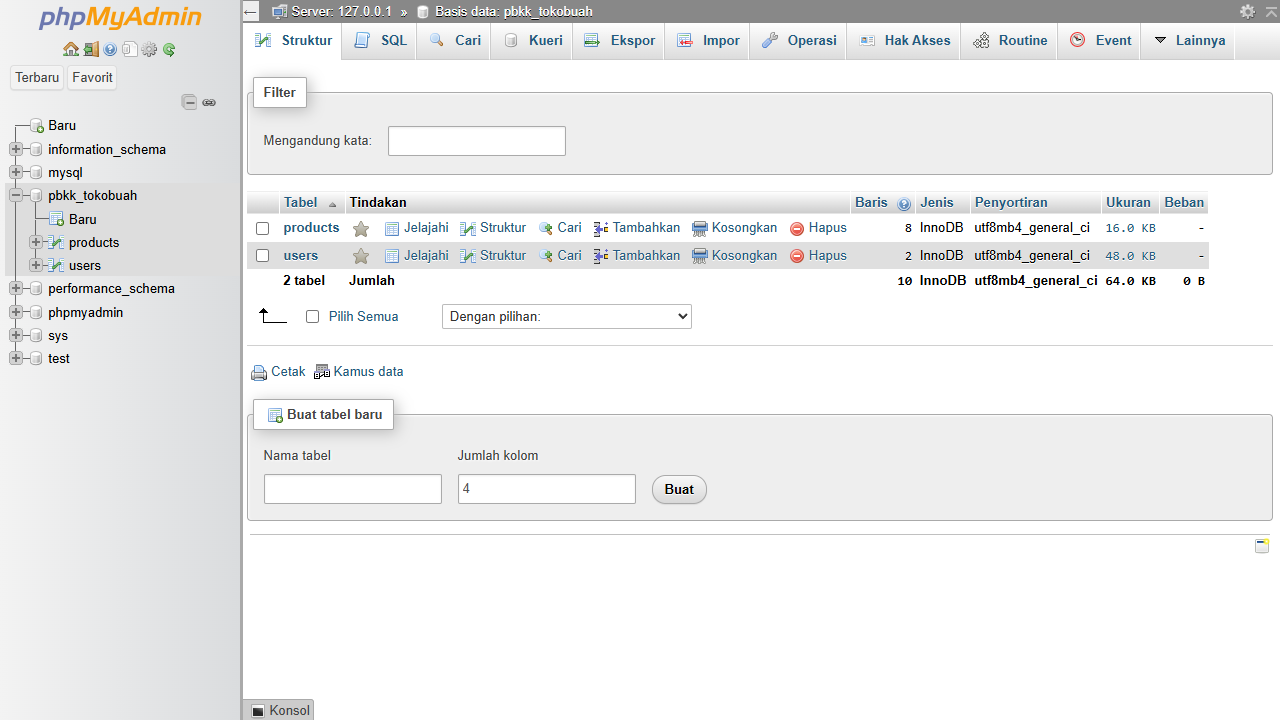 phpMyAdmin
Terbaru Favorit
Baru
information_schema
mysql
pbkk_tokobuah
Baru
products
users
performance_schema
phpmyadmin
sys
test
Server: 127.0.0.1 » Basis data: pbkk_tokobuah
Struktur SQL Cari Kueri Ekspor Impor Operasi Hak Akses Routine Event Lainnya
Filter
Mengandung kata:
Tabel Tindakan Baris Jenis Penyortiran Ukuran Beban
products Jelajahi Struktur Cari Tambahkan Kosongkan Hapus 8 InnoDB utf8mb4_general_ci 16.0 KB -
users Jelajahi Struktur Cari Tambahkan Kosongkan Hapus 2 InnoDB utf8mb4_general_ci 48.0 KB -
2 tabel Jumlah 10 InnoDB utf8mb4_general_ci 64.0 KB 0 B
Pilih Semua Dengan pilihan:
Cetak Kamus data
Buat tabel baru
Nama tabel Jumlah kolom
4 Buat
Konsol